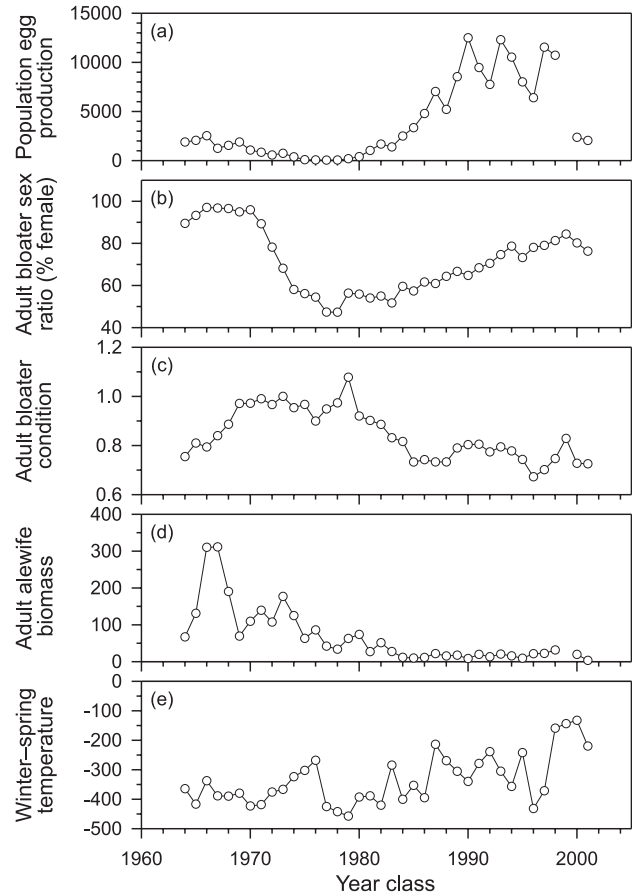 Population egg
production
15000
10000
5000
0
(a)
Adult bloater sex
ratio (% female)
100
80
60
40
(b)
Adult bloater
condition
1.2
1.0
0.8
0.6
(c)
Adult alewife
biomass
400
300
200
100
0
(d)
Winter–spring
temperature
0
-100
-200
-300
-400
-500
(e)
1960 1970 1980 1990 2000
Year class